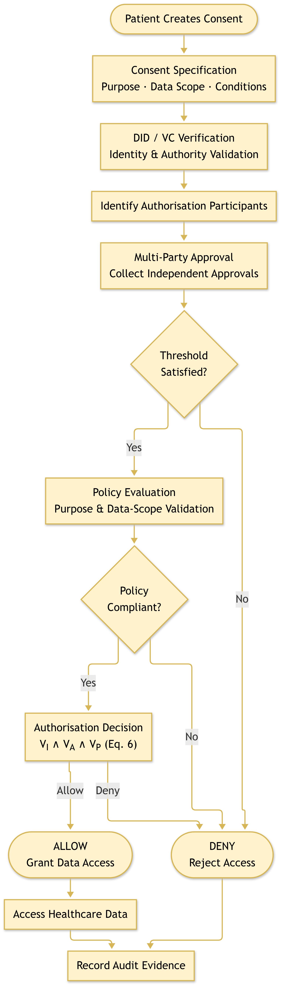 Patient Creates Consent
Consent Specification
Purpose · Data Scope · Conditions
DID / VC Verification
Identity & Authority Validation
Identify Authorisation Participants
Multi-Party Approval
Collect Independent Approvals
Threshold
Satisfied?
Yes
Policy Evaluation
Purpose & Data-Scope Validation
Policy
Compliant?
No
Yes
Authorisation Decision
V_I ∧ V_A ∧ V_P (Eq. 6)
No
Allow
Deny
ALLOW
Grant Data Access
DENY
Reject Access
Access Healthcare Data
Record Audit Evidence